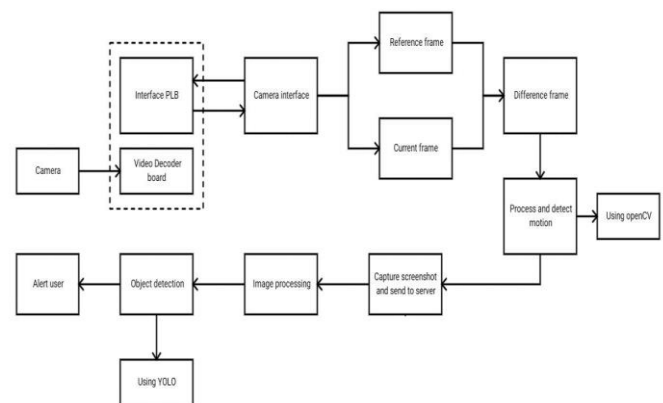 Reference frame
Interface PLB
Camera interface
Difference frame
Current frame
Camera
Video Decoder
board
Process and detect
motion
Using openCV
Alert user
Object detection
Image processing
Capture screenshot
and send to server
Using YOLO